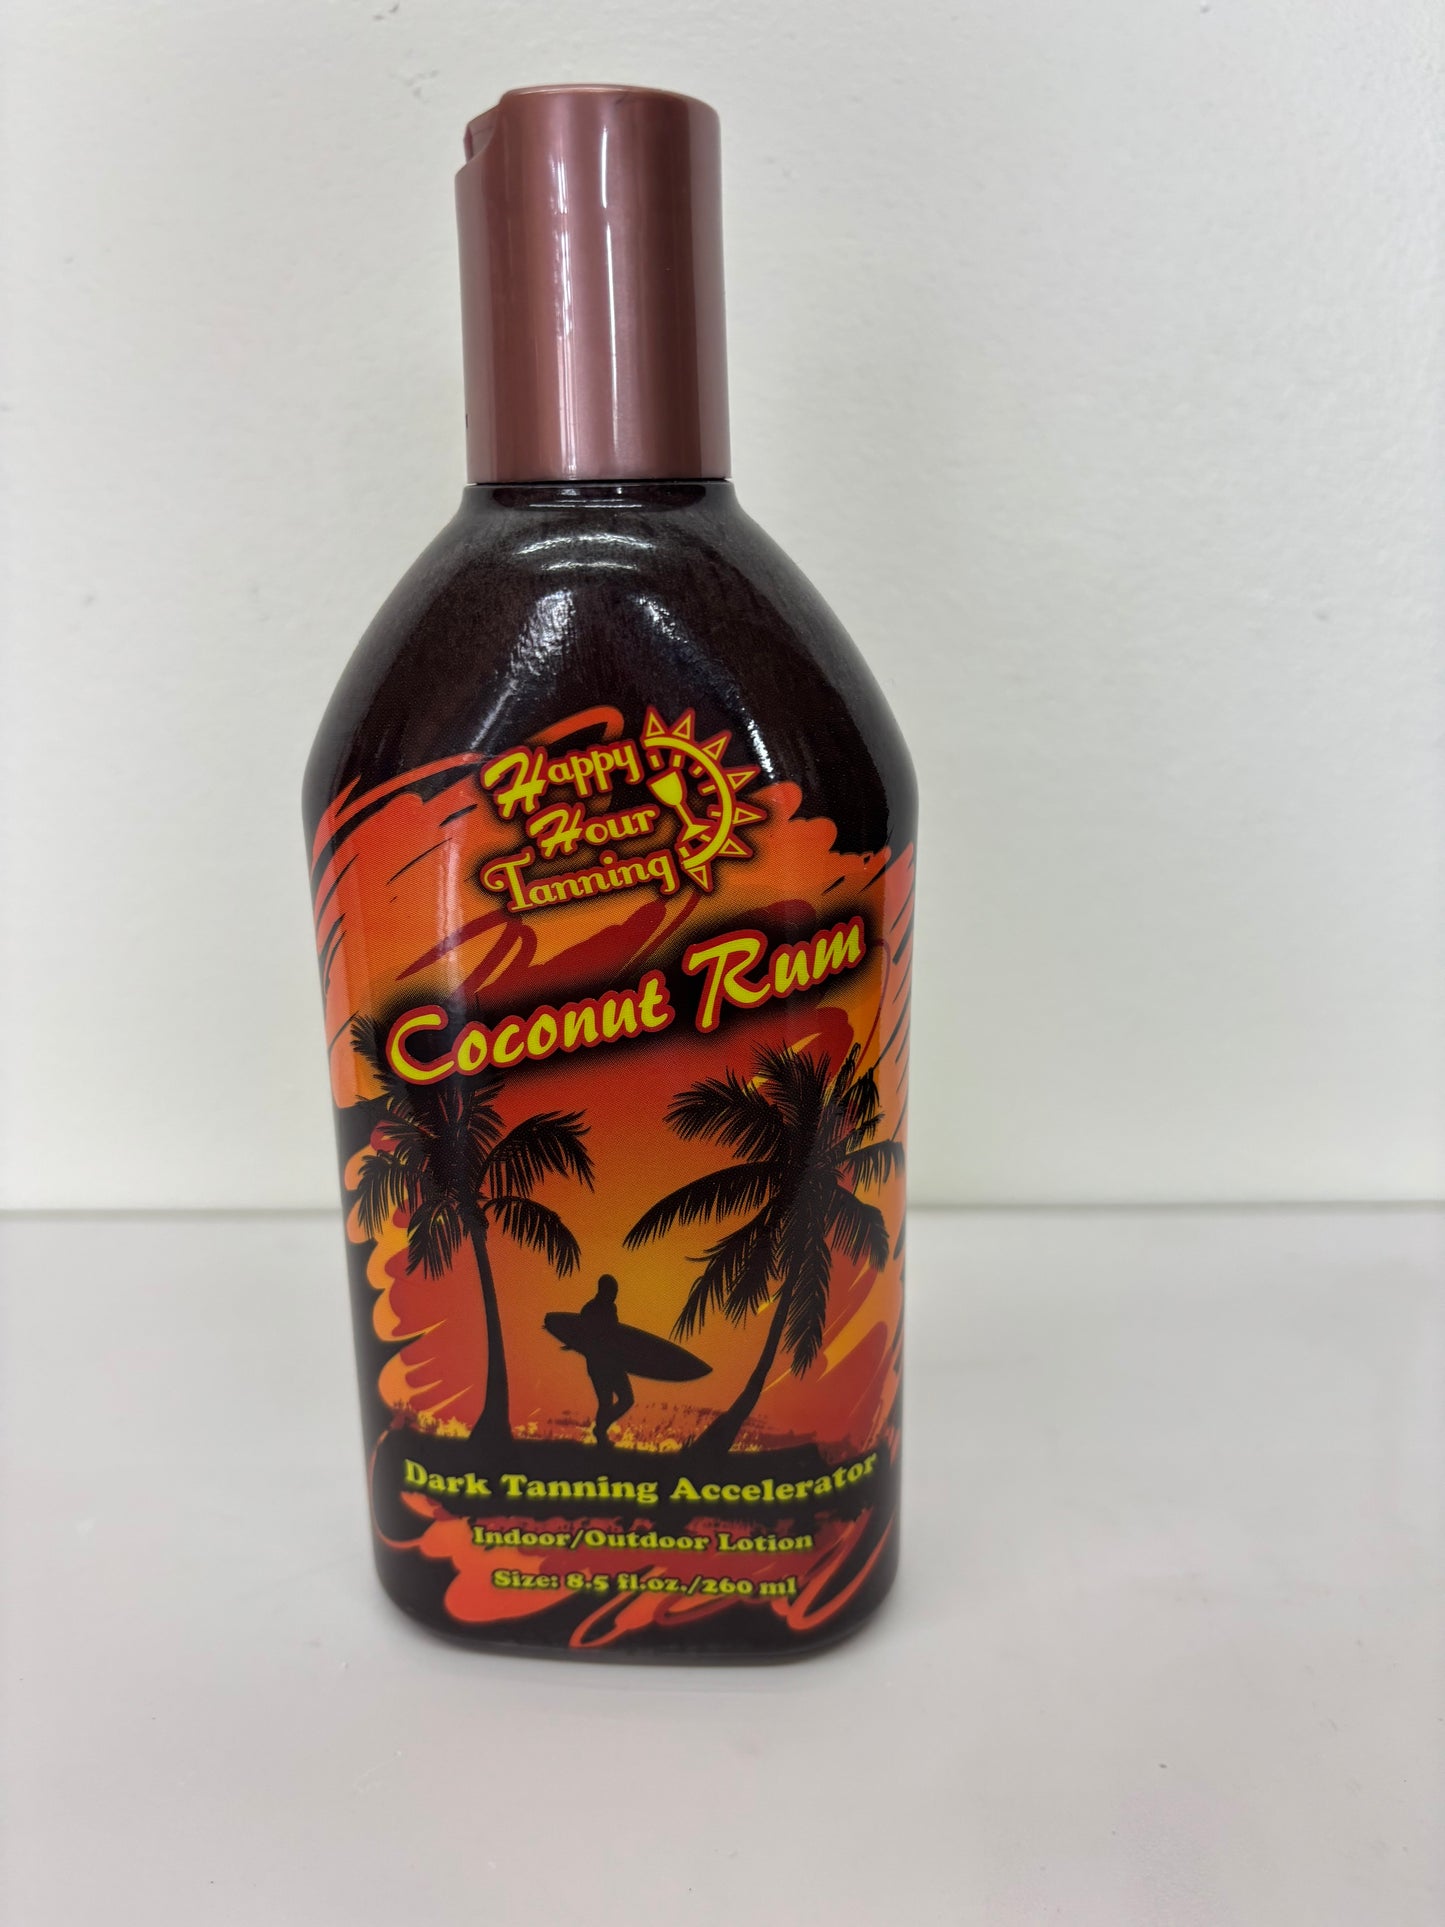 Happy
Hour
Tanning
Coconut Rum
Dark Tanning Accelerator
Indoor/Outdoor Lotion
Size: 8.5 fl.oz./260 ml